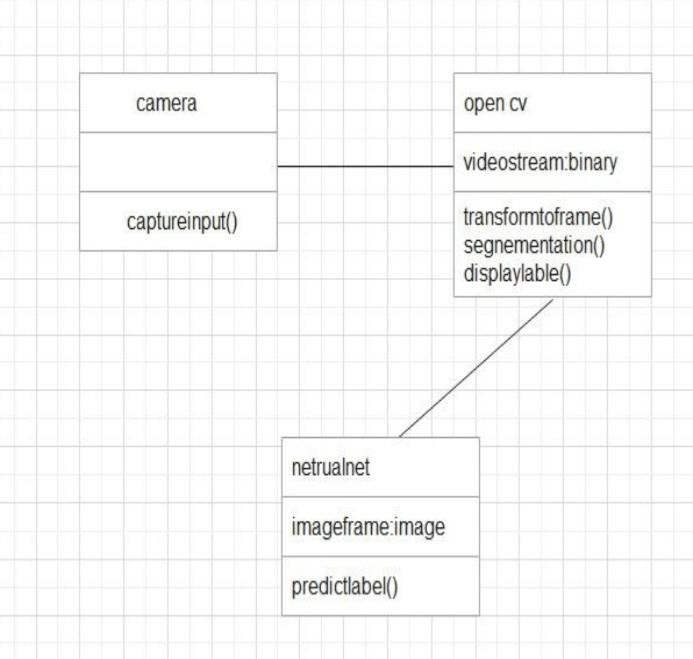 camera
captureinput()
open cv
videostream:binary
transformtoframe()
segnementation()
displaylable()
netrualnet
imageframe:image
predictlabel()